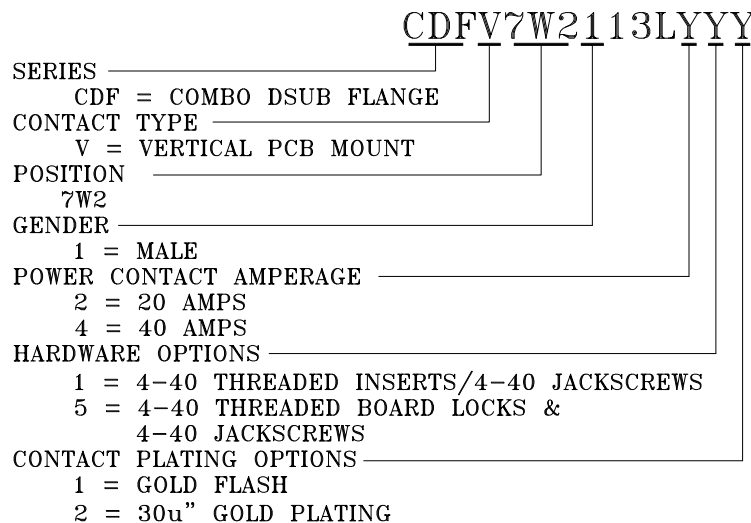 CDFV7W2113LYYY
SERIES
CDF = COMBO DSUB FLANGE
CONTACT TYPE
V = VERTICAL PCB MOUNT
POSITION
7W2
GENDER
1 = MALE
POWER CONTACT AMPERAGE
2 = 20 AMPS
4 = 40 AMPS
HARDWARE OPTIONS
1 = 4-40 THREADED INSERTS/4-40 JACKSCREWS
5 = 4-40 THREADED BOARD LOCKS &
4-40 JACKSCREWS
CONTACT PLATING OPTIONS
1 = GOLD FLASH
2 = 30u" GOLD PLATING